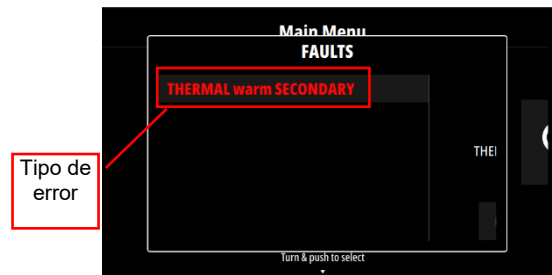 Main Menu
FAULTS
THERMAL warm SECONDARY
Tipo de
error
Turn & push to select